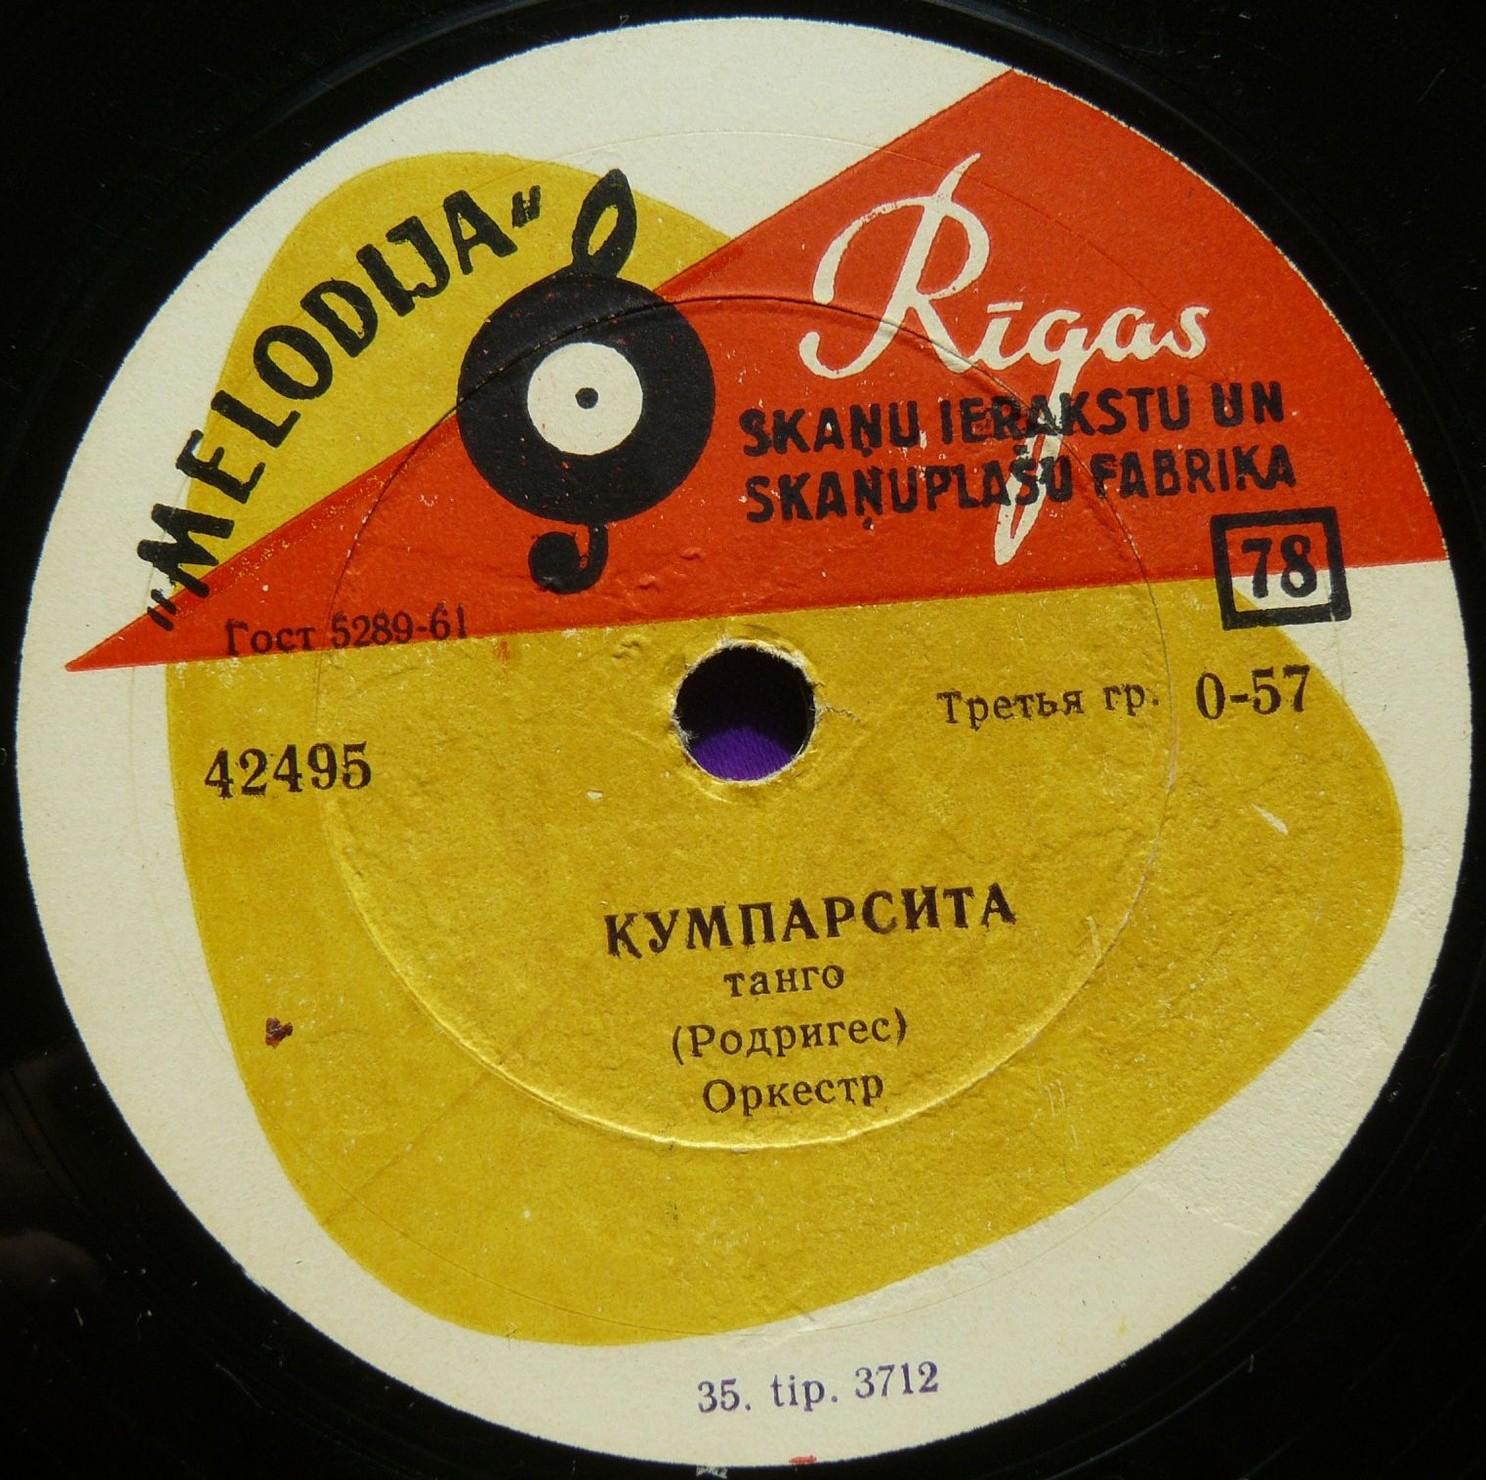 "MELODIJA"
Rīgas
SKAŅU IERAKSTU UN
SKAŅUPLAŠU FABRIKA
78
Гост 5289-61
Третья гр. 0-57
42495
КУМПАРСИТА
танго
(Родригес)
Оркестр
35. tip. 3712